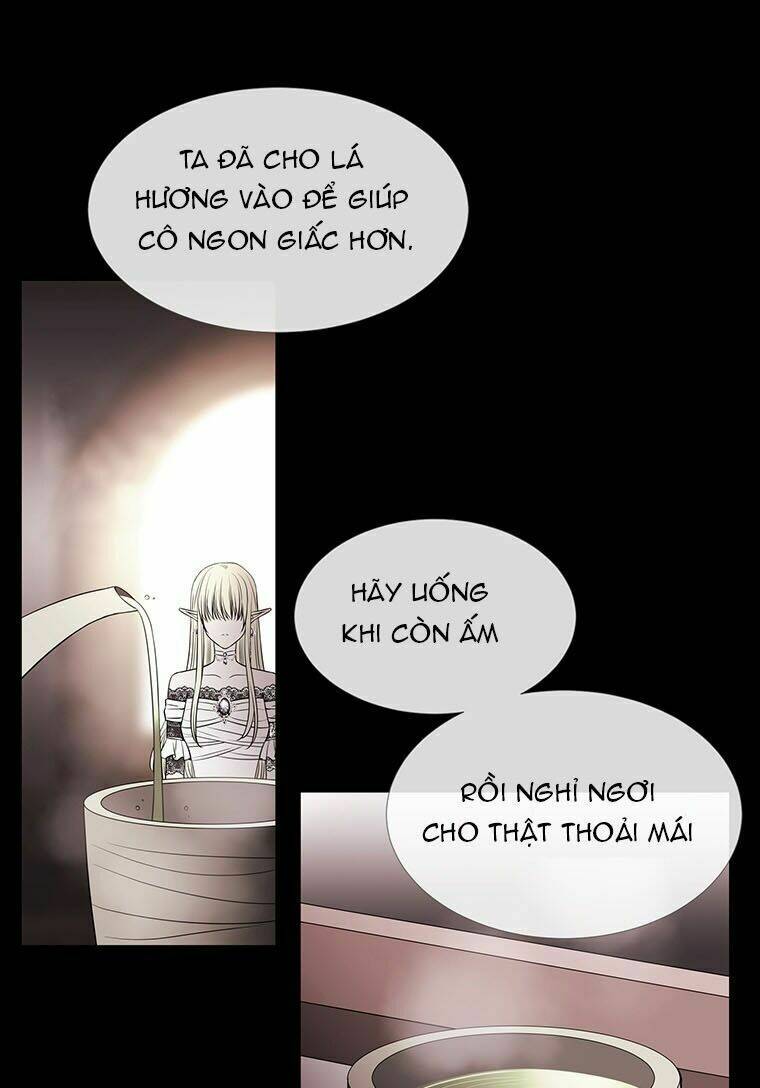 TA ĐÃ CHO LÁ
HƯƠNG VÀO ĐỂ GIÚP
CÔ NGON GIẤC HƠN.
HÃY UỐNG
KHI CÒN ẤM
RỒI NGHỈ NGƠI
CHO THẬT THOẢI MÁI